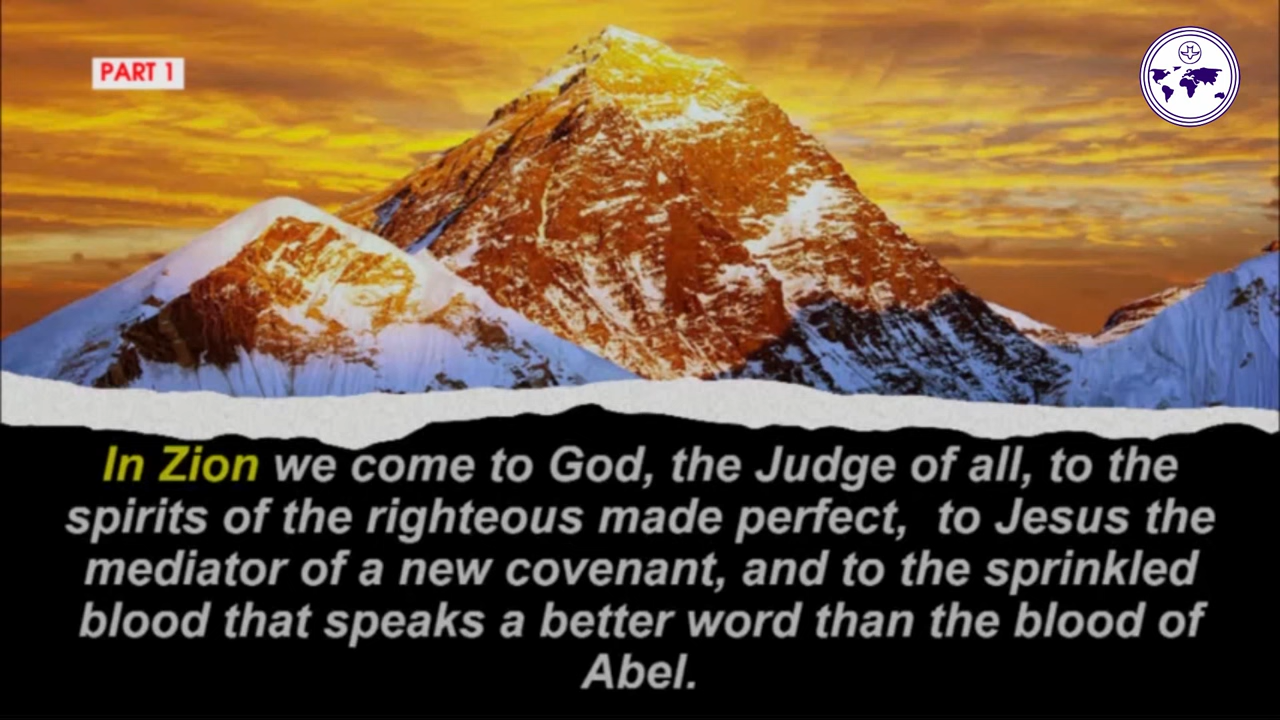 PART 1
In Zion we come to God, the Judge of all, to the
spirits of the righteous made perfect,  to Jesus the
mediator of a new covenant, and to the sprinkled
blood that speaks a better word than the blood of
Abel.